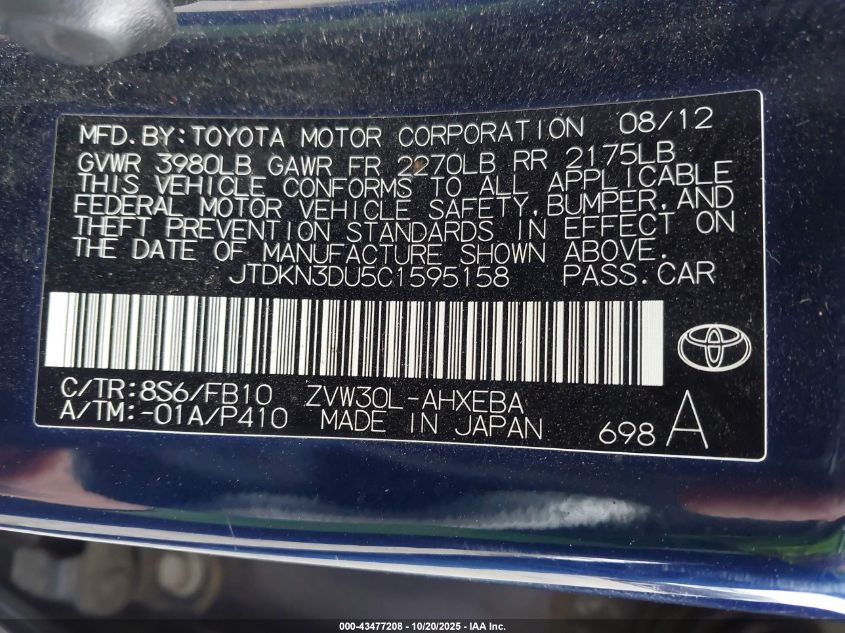 MFD.BY:TOYOTA MOTOR CORPORATION 08/12
GVWR 3980LB GAWR FR 2270LB RR 2175LB
THIS VEHICLE CONFORMS TO ALL APPLICABLE
FEDERAL MOTOR VEHICLE SAFETY,BUMPER,AND
THEFT PREVENTION STANDARDS IN EFFECT ON
THE DATE OF MANUFACTURE SHOWN ABOVE.
JTDKN3DU5C1595158 PASS.CAR
C/TR:8S6/FB10 ZVW30L-AHXEBA
A/TM:-01A/P410 MADE IN JAPAN 698 A
000-43477208 - 10/20/2025 - IAA Inc.